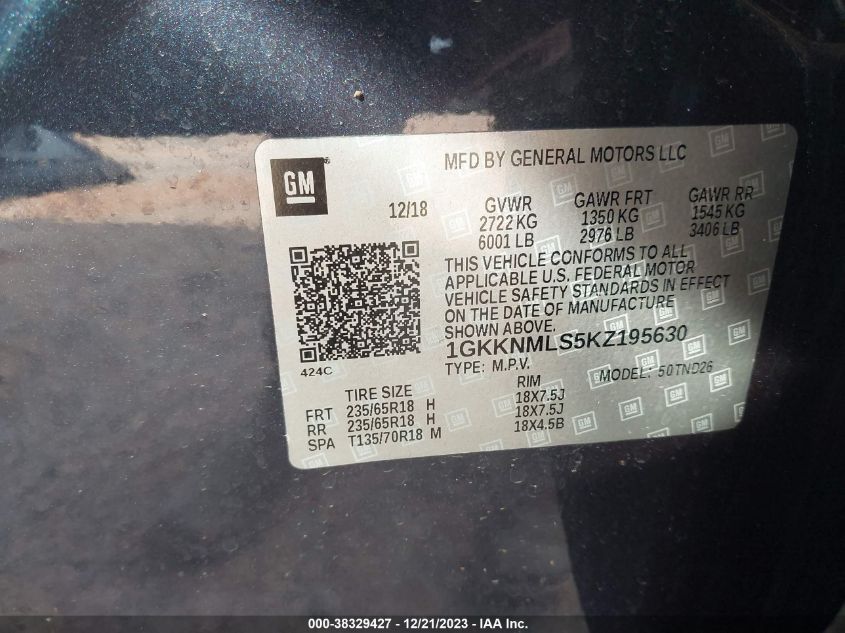 MFD BY GENERAL MOTORS LLC
GM
12/18
GVWR GAWR FRT GAWR RR
2722 KG 1350 KG 1545 KG
6001 LB 2976 LB 3406 LB
THIS VEHICLE CONFORMS TO ALL
APPLICABLE U.S. FEDERAL MOTOR
VEHICLE SAFETY STANDARDS IN EFFECT
ON THE DATE OF MANUFACTURE
SHOWN ABOVE.
1GKKNMLS5KZ195630
424C
TYPE: M.P.V. MODEL: 50TND26
TIRE SIZE RIM
FRT 235/65R18 H 18X7.5J
RR 235/65R18 H 18X7.5J
SPA T135/70R18 M 18X4.5B
000-38329427 - 12/21/2023 - IAA Inc.